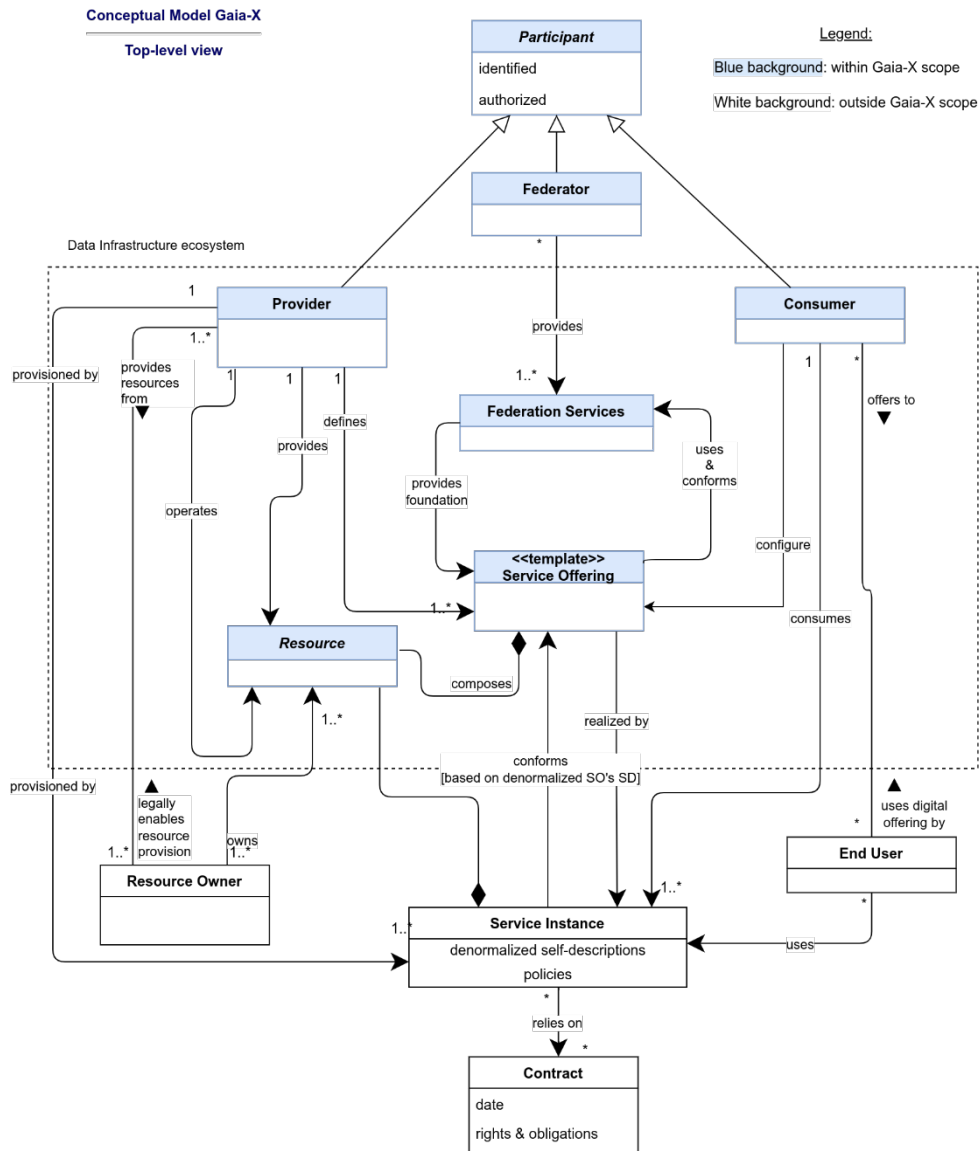 Conceptual Model Gaia-X
Top-level view
Legend:
Blue background: within Gaia-X scope
White background: outside Gaia-X scope
Participant
identified
authorized
Federator
*
Data Infrastructure ecosystem
provides
1..*
Provider
1
1..*
1
1
1
provisioned by
provides
resources
from
defines
provides
operates
Consumer
1
*
offers to
Federation Services
provides
foundation
uses
&
conforms
configure
<<template>>
Service Offering
1..*
consumes
Resource
composes
1..*
realized by
conforms
[based on denormalized SO's SD]
provisioned by
legally
enables
resource
provision
owns
1..*
1..*
Resource Owner
uses digital
offering by
*
End User
*
uses
1..*
1..*
Service Instance
denormalized self-descriptions
policies
*
relies on
*
Contract
date
rights & obligations